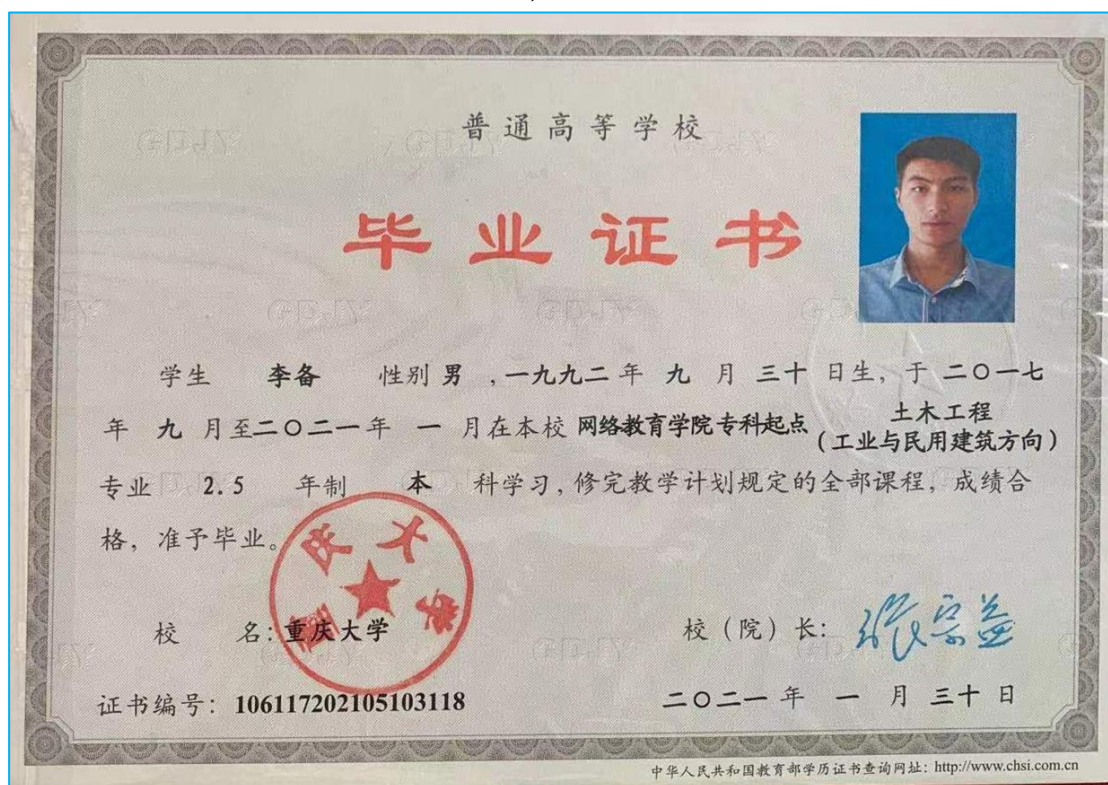 普通高等学校
毕业证书
学生 李备 性别 男 ，一九九二 年 九 月 三十 日生，于 二〇一七
年 九 月至二〇二一年 一 月在本校 网络教育学院专科起点 土木工程
（工业与民用建筑方向）
专业 2.5 年制 本 科学习，修完教学计划规定的全部课程，成绩合
格，准予毕业。
重庆大学
校 名：重庆大学
校（院）长：张宗益
证书编号：106117202105103118
二〇二一 年 一 月 三十 日
中华人民共和国教育部学历证书查询网址：http://www.chsi.com.cn